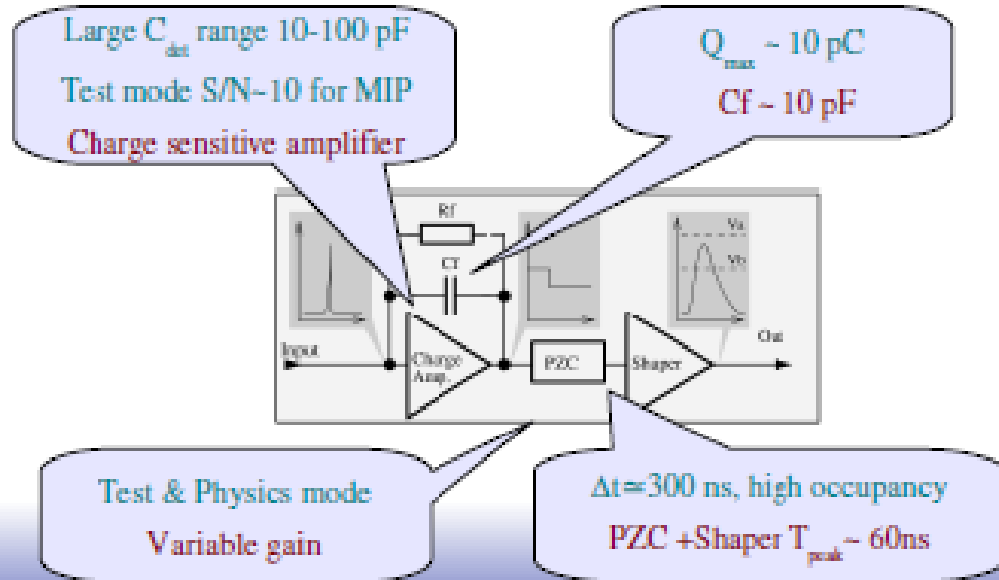 Large C_det range 10-100 pF
Test mode S/N~10 for MIP
Charge sensitive amplifier
Q_max ~ 10 pC
Cf ~ 10 pF
Rf
Cf
Va
Vb
Input
Charge
Amp.
PZC
Shaper
Out
Test & Physics mode
Variable gain
Δt≃300 ns, high occupancy
PZC +Shaper T_peak~ 60ns